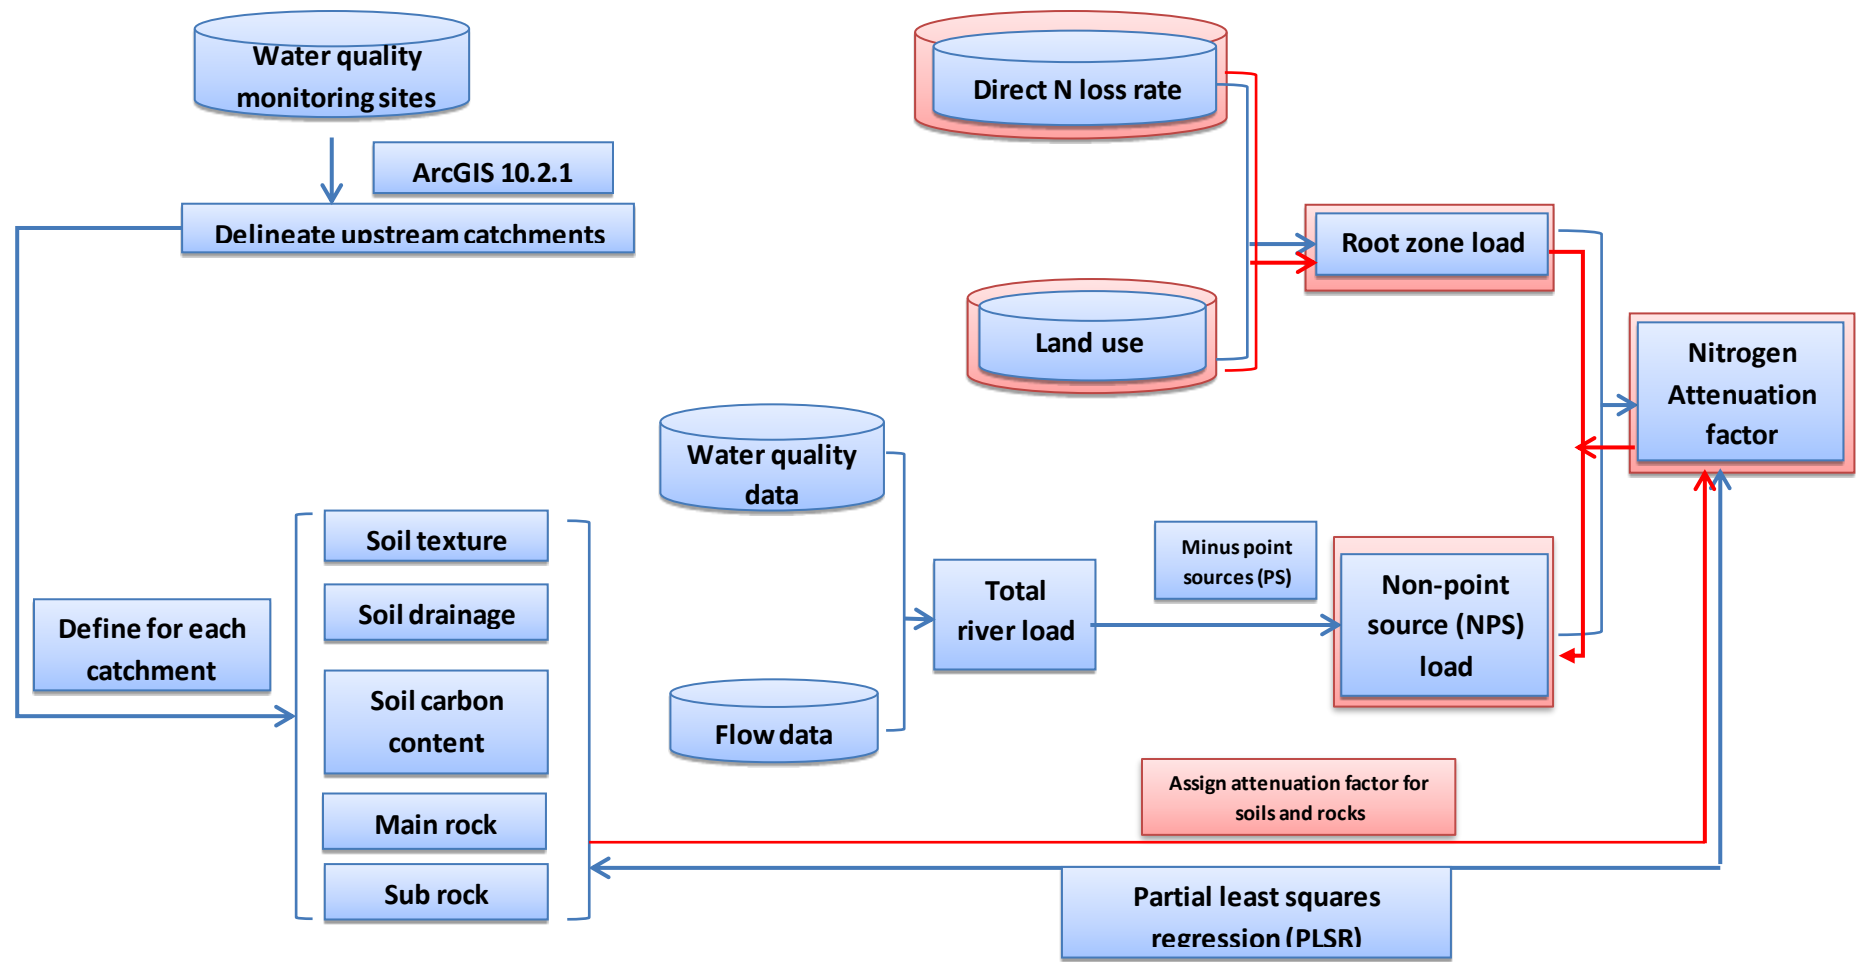 Water quality
monitoring sites
ArcGIS 10.2.1
Delineate upstream catchments
Direct N loss rate
Root zone load
Land use
Nitrogen
Attenuation
factor
Water quality
data
Soil texture
Soil drainage
Soil carbon
content
Main rock
Sub rock
Define for each
catchment
Flow data
Total
river load
Minus point
sources (PS)
Non-point
source (NPS)
load
Assign attenuation factor for
soils and rocks
Partial least squares
regression (PLSR)